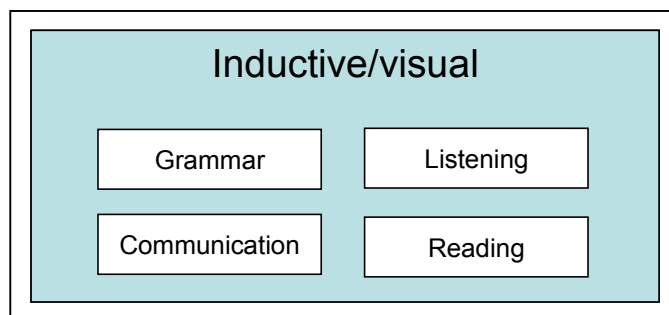 Inductive/visual
Grammar
Listening
Communication
Reading